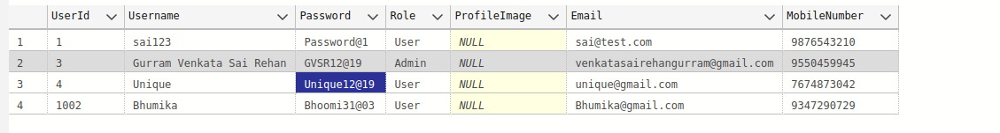 UserId Username Password Role ProfileImage Email MobileNumber
1 1 sai123 Password@1 User NULL sai@test.com 9876543210
2 3 Gurram Venkata Sai Rehan GVSR12@19 Admin NULL venkatasairehangurram@gmail.com 9550459945
3 4 Unique Unique12@19 User NULL unique@gmail.com 7674873042
4 1002 Bhumika Bhoomi31@03 User NULL Bhumika@gmail.com 9347290729